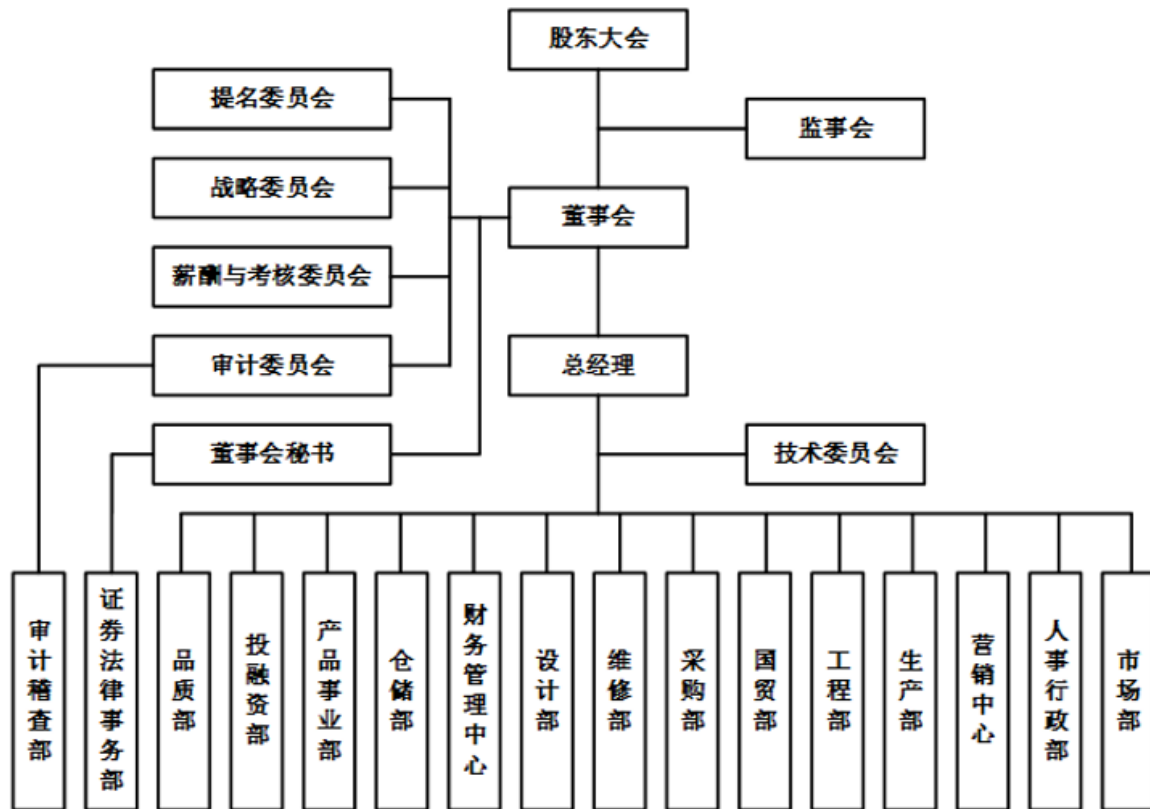 股东大会
提名委员会
监事会
战略委员会
董事会
薪酬与考核委员会
审计委员会
总经理
董事会秘书
技术委员会
审计稽查部
证券法律事务部
品质部
投融资部
产品事业部
仓储部
财务管理中心
设计部
维修部
采购部
国贸部
工程部
生产部
营销中心
人事行政部
市场部